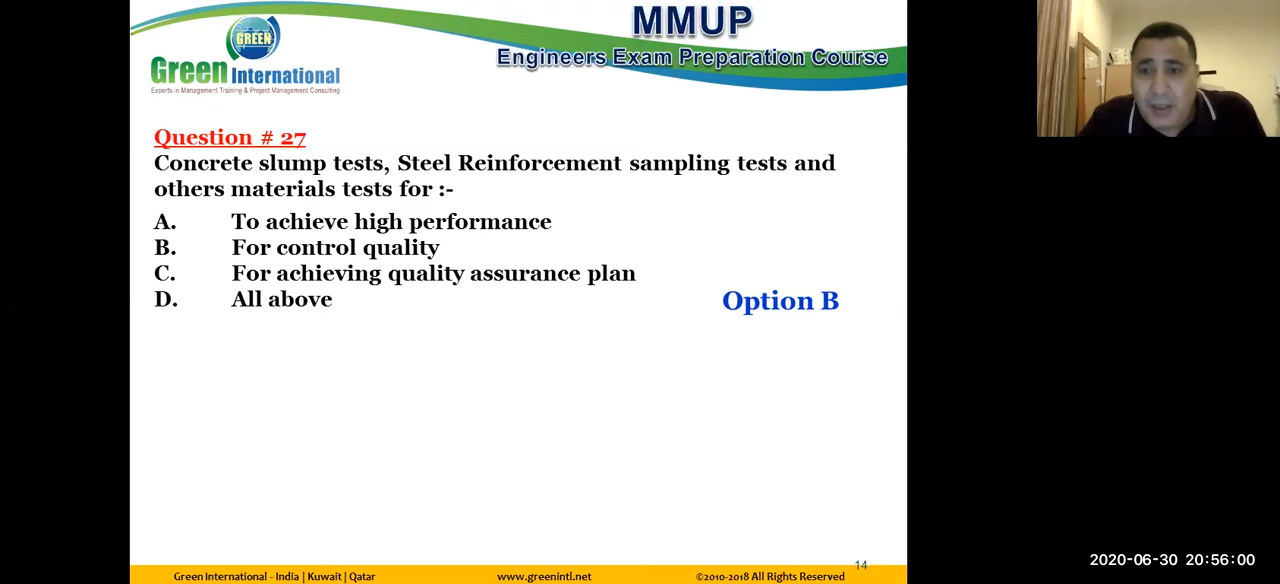 MMUP
Engineers Exam Preparation Course
GREEN
Green International
Experts in Management Training & Project Management Consulting
Question # 27
Concrete slump tests, Steel Reinforcement sampling tests and
others materials tests for :-
A. To achieve high performance
B. For control quality
C. For achieving quality assurance plan
D. All above
Option B
14
Green International - India | Kuwait | Qatar
www.greenintl.net
©2010-2018 All Rights Reserved
2020-06-30 20:56:00